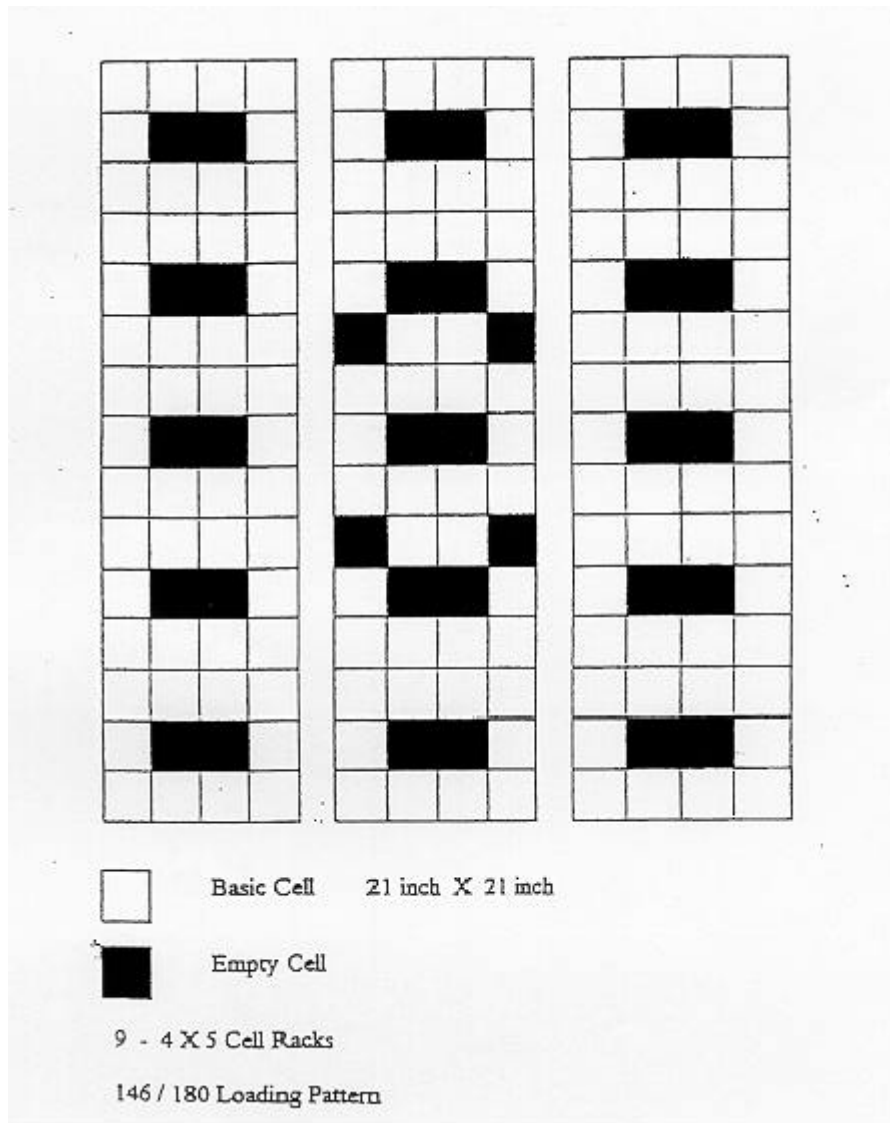 Basic Cell 21 inch X 21 inch
Empty Cell
9 - 4 X 5 Cell Racks
146 / 180 Loading Pattern